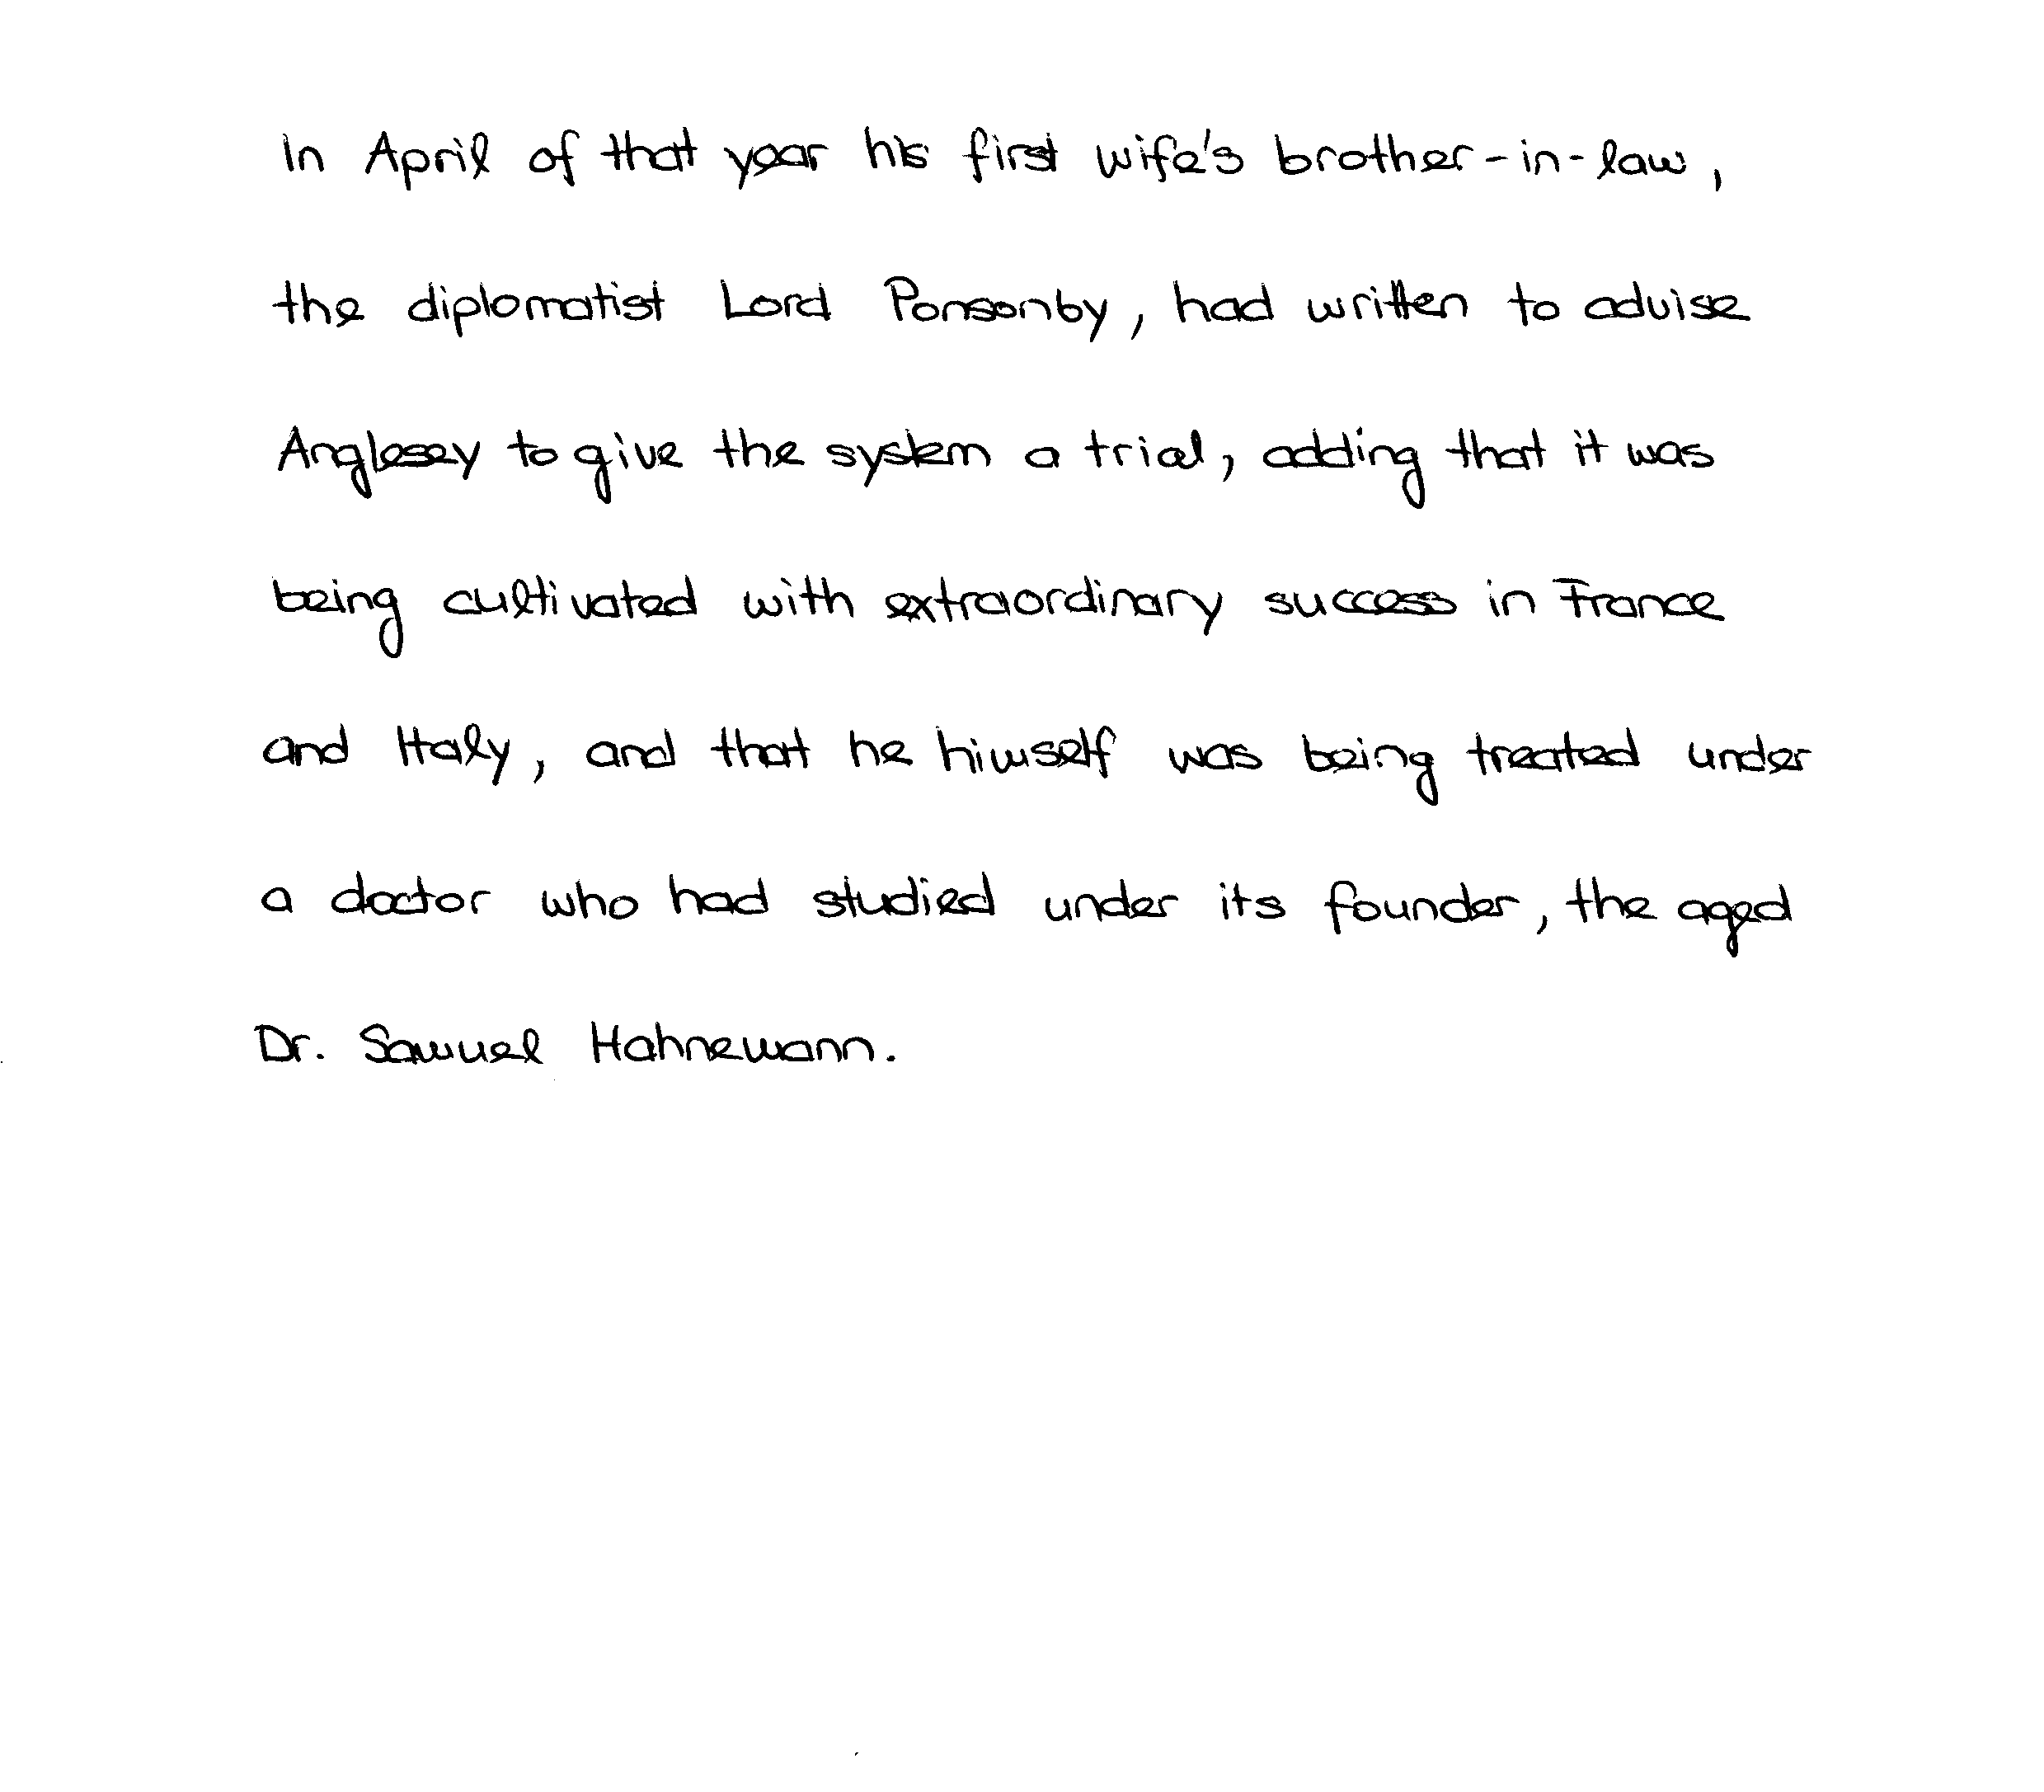 In April of that year his first wife's brother-in-law,
the diplomatist Lord Ponsonby, had written to advise
Anglesey to give the system a trial, adding that it was
being cultivated with extraordinary success in France
and Italy, and that he himself was being treated under
a doctor who had studied under its founder, the aged
Dr. Samuel Hahnemann.